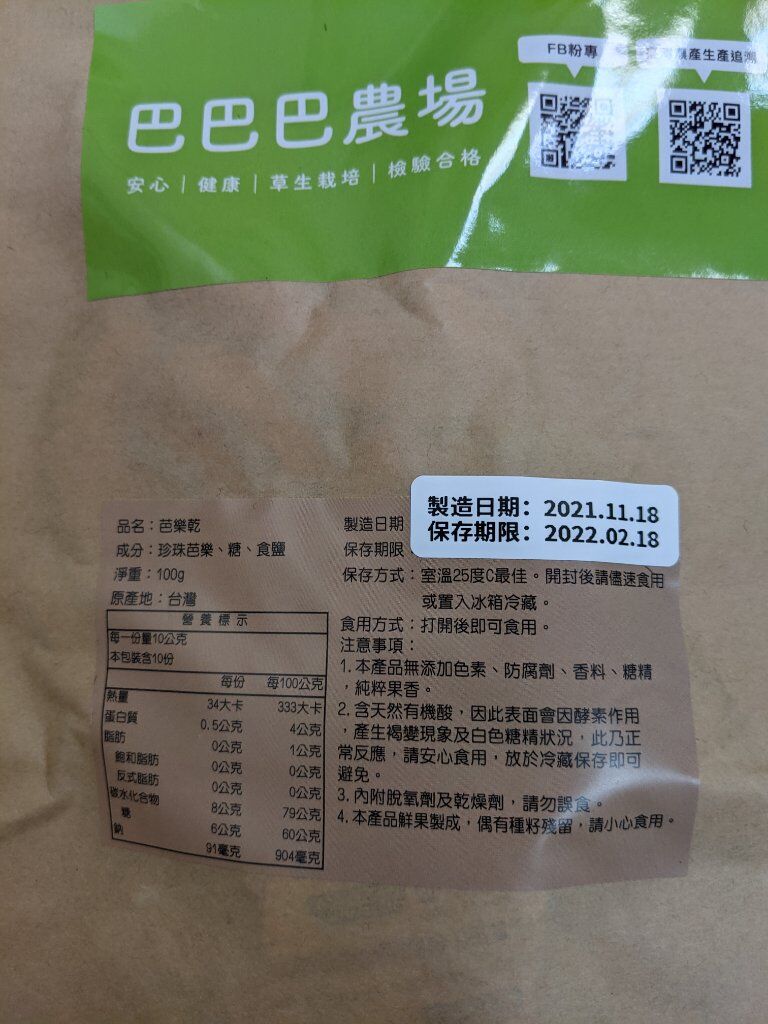 FB粉專
產生產追溯
巴巴巴農場
安心｜健康｜草生栽培｜檢驗合格
製造日期：2021.11.18
保存期限：2022.02.18
品名：芭樂乾
成分：珍珠芭樂、糖、食鹽
淨重：100g
原產地：台灣
營養標示
每一份量10公克
本包裝含10份
每份 每100公克
熱量 34大卡 333大卡
蛋白質 0.5公克 4公克
脂肪 0公克 1公克
飽和脂肪 0公克 0公克
反式脂肪 0公克 0公克
碳水化合物 8公克 79公克
糖 6公克 60公克
鈉 91毫克 904毫克
製造日期
保存期限
保存方式：室溫25度C最佳。開封後請儘速食用
或置入冰箱冷藏。
食用方式：打開後即可食用。
注意事項：
1.本產品無添加色素、防腐劑、香料、糖精
，純粹果香。
2.含天然有機酸，因此表面會因酵素作用
，產生褐變現象及白色糖精狀況，此乃正
常反應，請安心食用，放於冷藏保存即可
避免。
3.內附脫氧劑及乾燥劑，請勿誤食。
4.本產品鮮果製成，偶有種籽殘留，請小心食用。